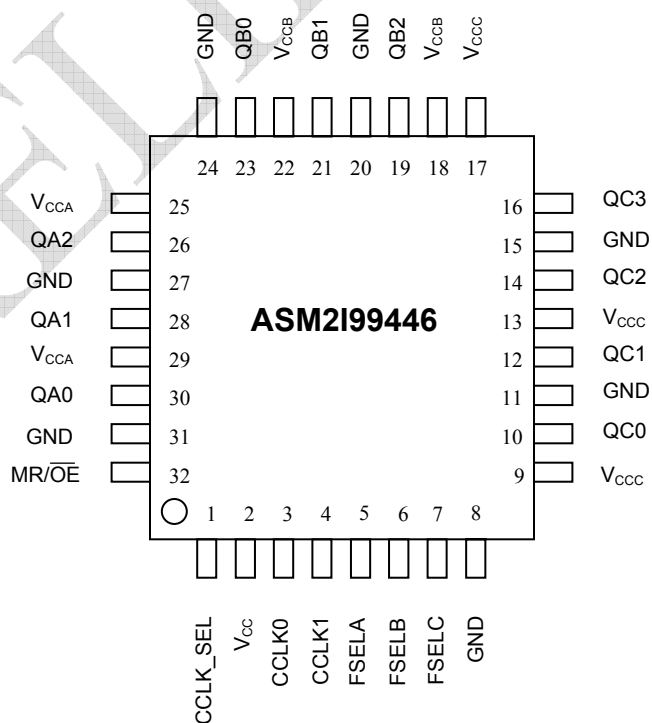 GND QB0 VCCB QB1 GND QB2 VCCB VCCC
24 23 22 21 20 19 18 17
VCCA 25 16 QC3
QA2 26 15 GND
GND 27 14 QC2
QA1 28 ASM2I99446 13 VCCC
VCCA 29 12 QC1
QA0 30 11 GND
GND 31 10 QC0
MR/O̅E̅ 32 9 VCCC
1 2 3 4 5 6 7 8
CCLK_SEL VCC CCLK0 CCLK1 FSELA FSELB FSELC GND